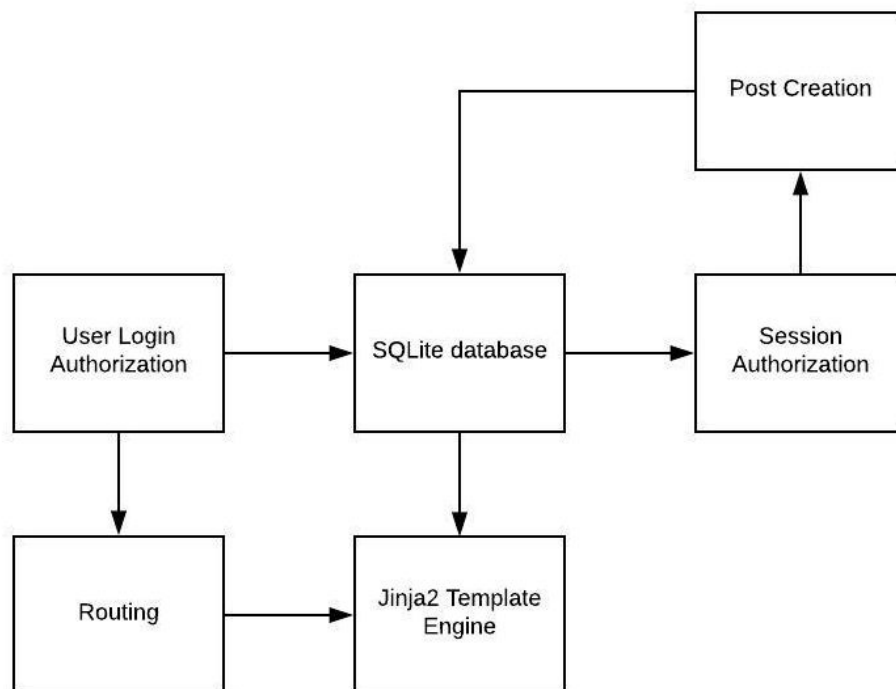 Post Creation
User Login
Authorization
SQLite database
Session
Authorization
Routing
Jinja2 Template
Engine